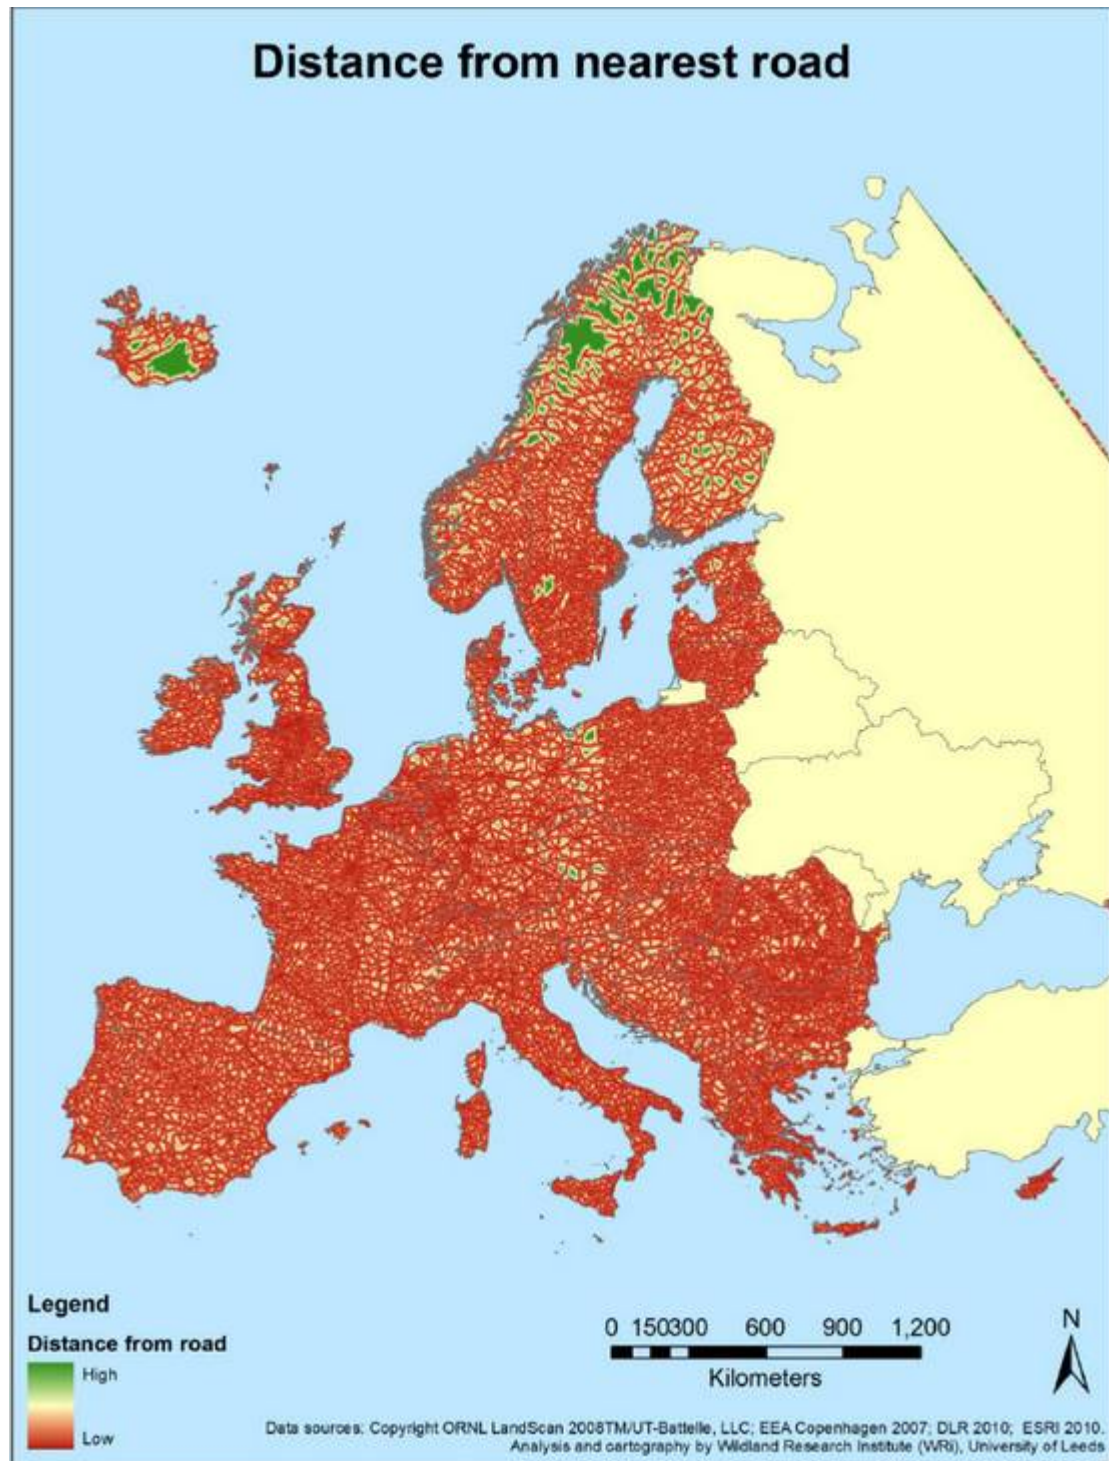 Distance from nearest road
Legend
Distance from road
High
Low
0 150300 600 900 1,200
Kilometers
N
Data sources: Copyright ORNL LandScan 2008TM/UT-Battelle, LLC; EEA Copenhagen 2007; DLR 2010; ESRI 2010.
Analysis and cartography by Wildland Research Institute (WRi), University of Leeds